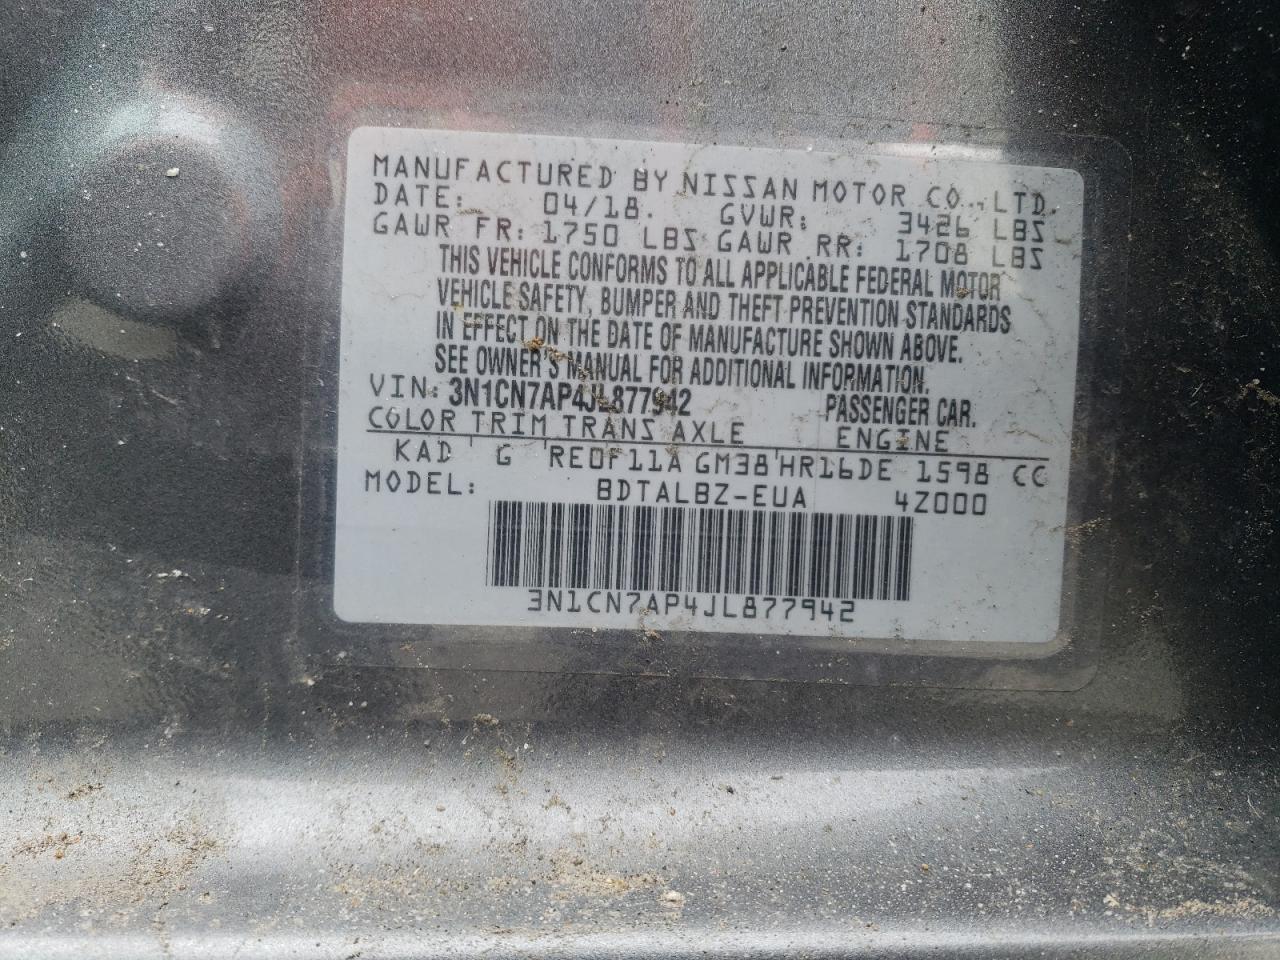 MANUFACTURED BY NISSAN MOTOR CO., LTD.
DATE: 04/18. GVWR: 3426 LBS
GAWR FR: 1750 LBS GAWR RR: 1708 LBS
THIS VEHICLE CONFORMS TO ALL APPLICABLE FEDERAL MOTOR
VEHICLE SAFETY, BUMPER AND THEFT PREVENTION STANDARDS
IN EFFECT ON THE DATE OF MANUFACTURE SHOWN ABOVE.
SEE OWNER'S MANUAL FOR ADDITIONAL INFORMATION.
VIN: 3N1CN7AP4JL877942 PASSENGER CAR.
COLOR TRIM TRANS AXLE ENGINE
KAD G RE0F11A GM38 HR16DE 1598 CC
MODEL: BDTALBZ-EUA 4Z000
3N1CN7AP4JL877942